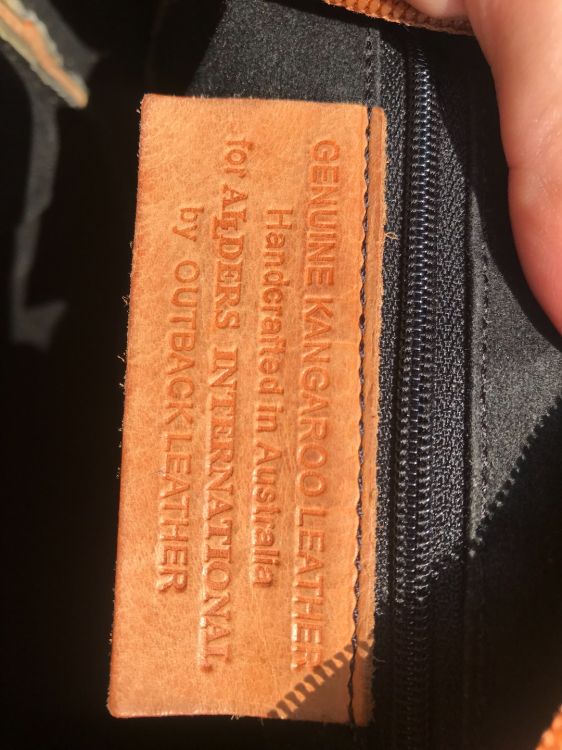 GENUINE KANGAROO LEATHER
Handcrafted in Australia
for ALDERS INTERNATIONAL
by OUTBACK LEATHER